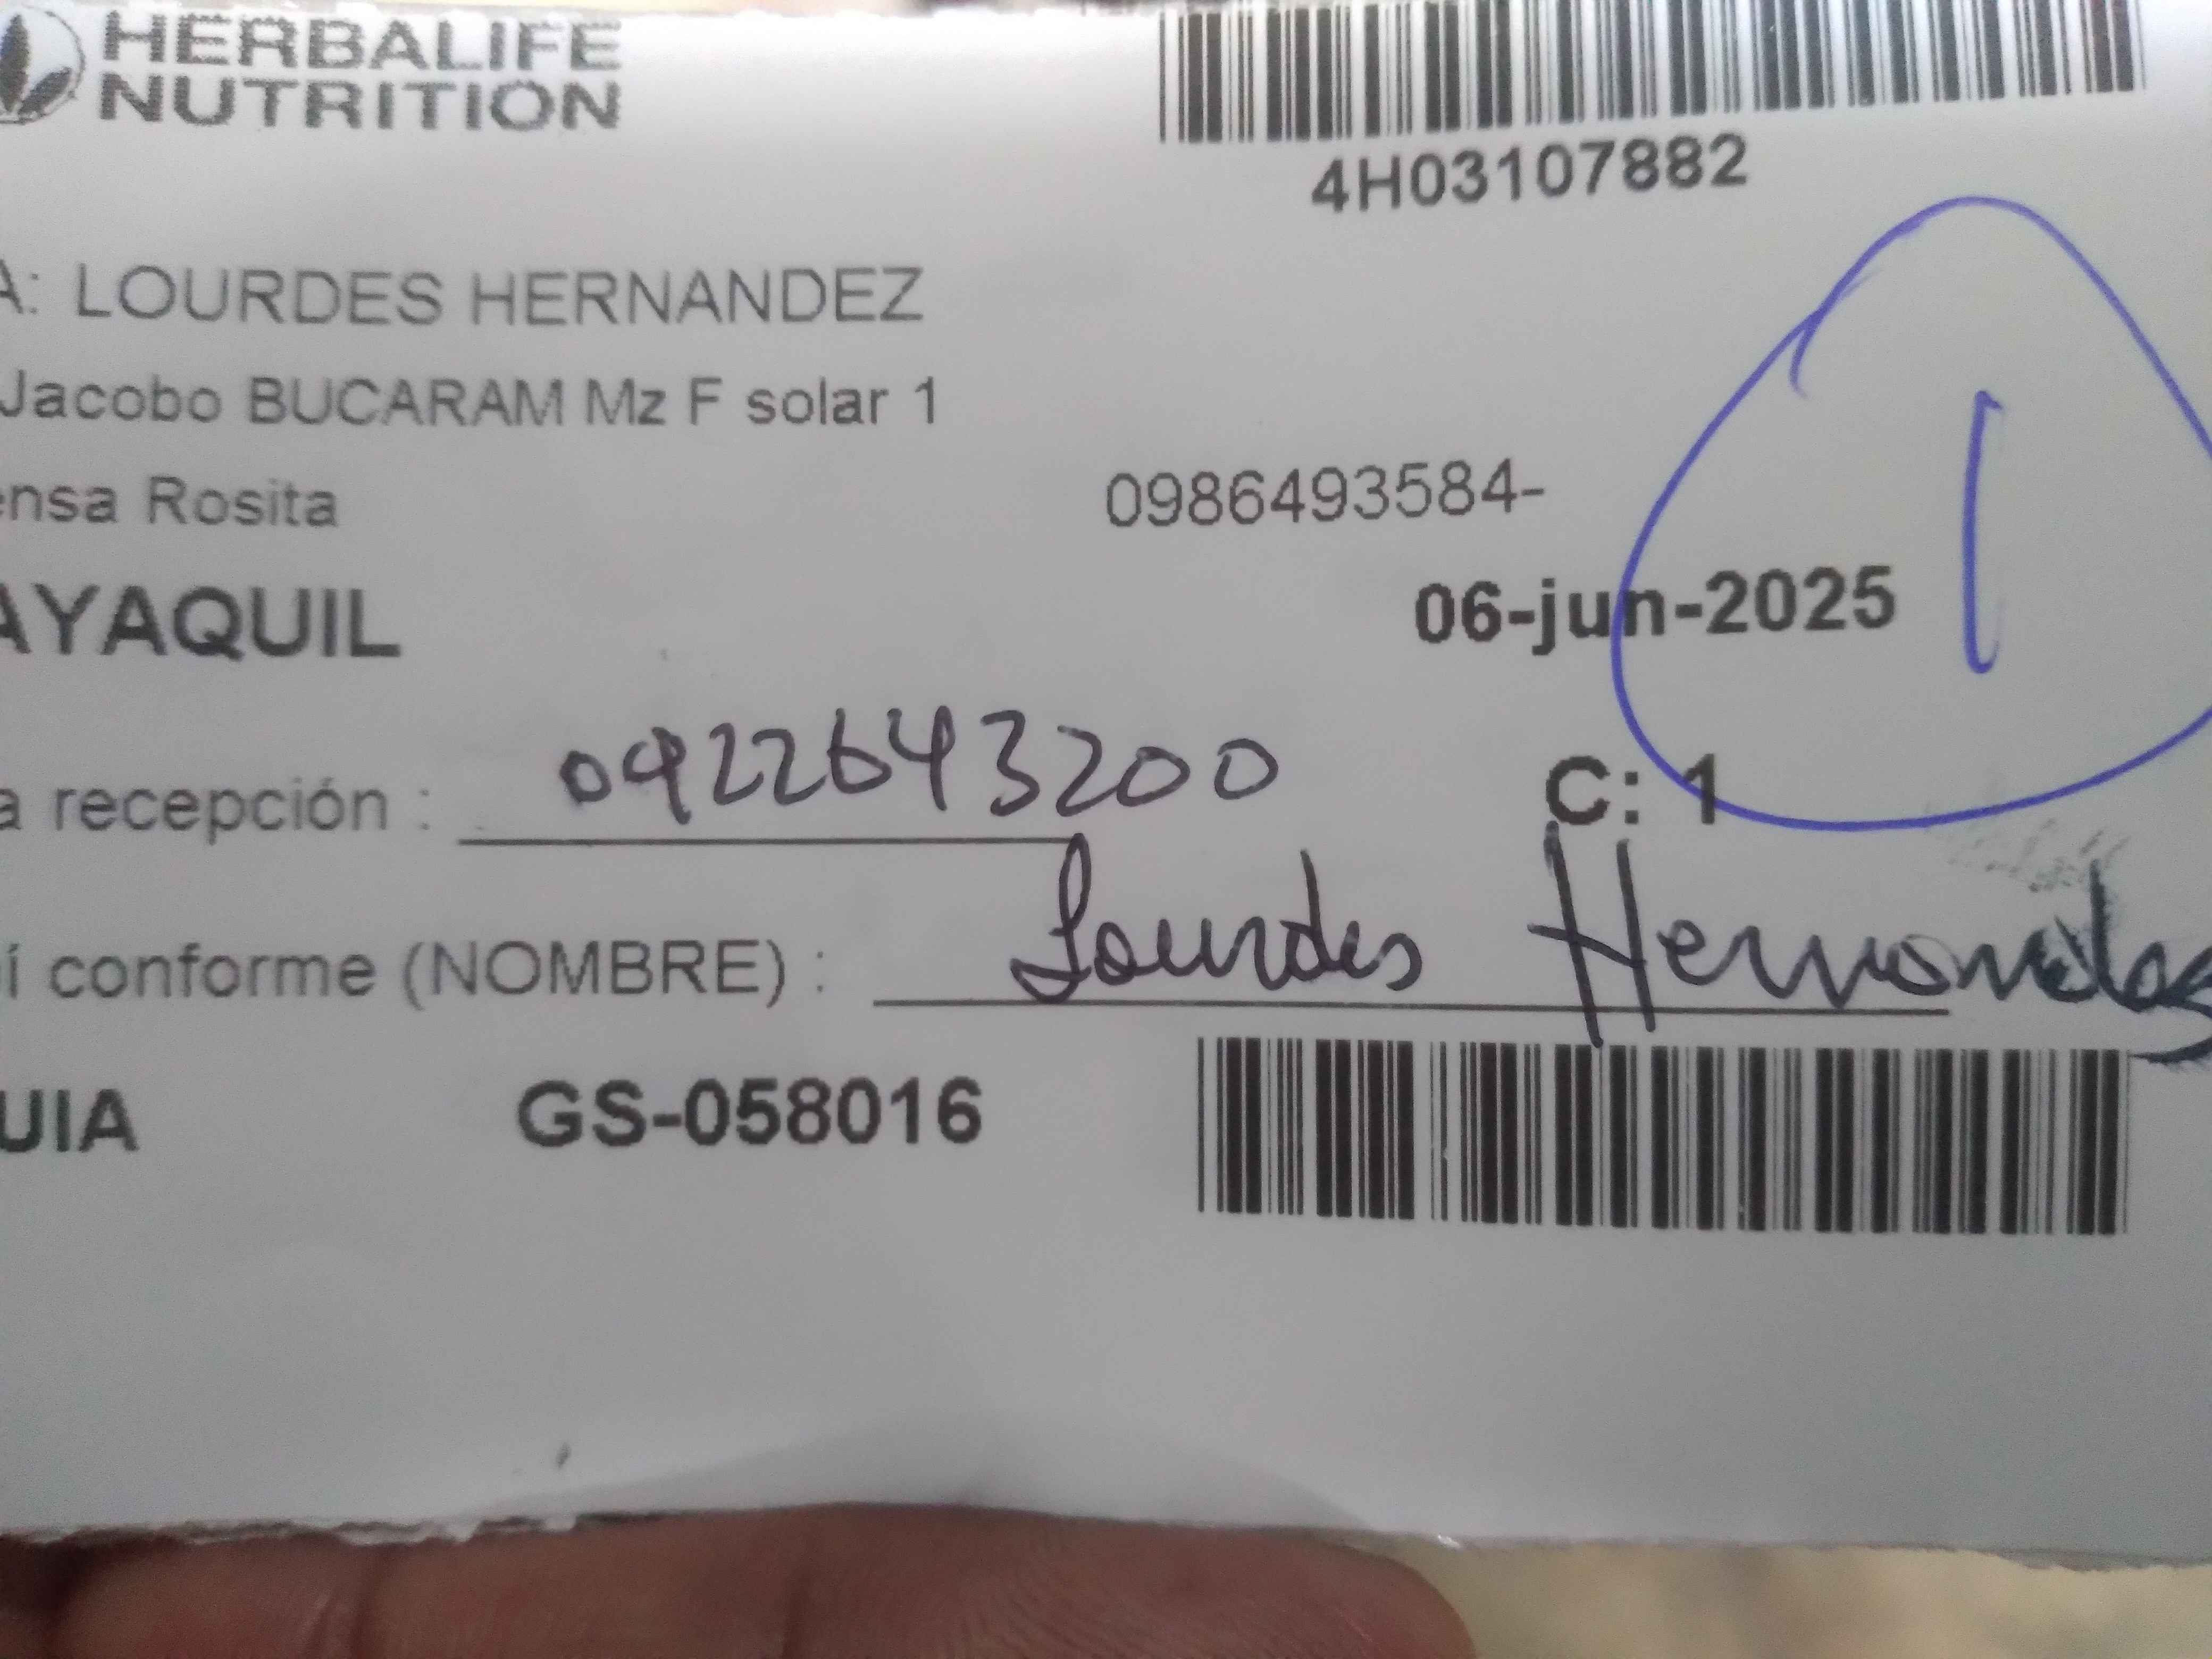 HERBALIFE
NUTRITION
4H03107882
A: LOURDES HERNANDEZ
Jacobo BUCARAM Mz F solar 1
ensa Rosita
0986493584-
AYAQUIL
06-jun-2025
1
a recepción : 0922643200
C: 1
í conforme (NOMBRE) : Lourdes Hernandez
UIA GS-058016